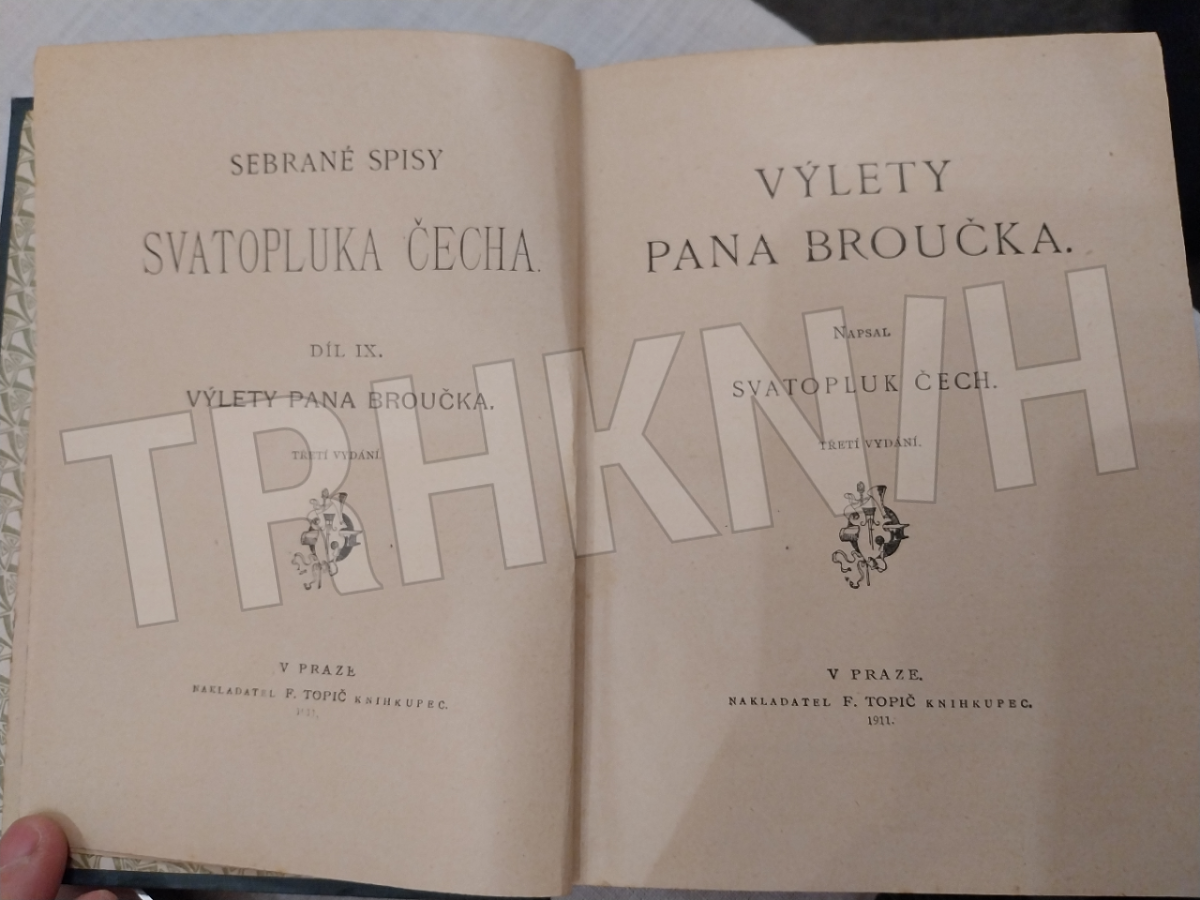 SEBRANÉ SPISY
SVATOPLUKA ČECHA.
DÍL IX.
VÝLETY PANA BROUČKA.
TŘETÍ VYDÁNÍ
V PRAZE
NAKLADATEL F. TOPIČ KNIHKUPEC.
VÝLETY
PANA BROUČKA.
NAPSAL
SVATOPLUK ČECH.
TŘETÍ VYDÁNÍ.
V PRAZE.
NAKLADATEL F. TOPIČ KNIHKUPEC.
1911.
TRHKNIH